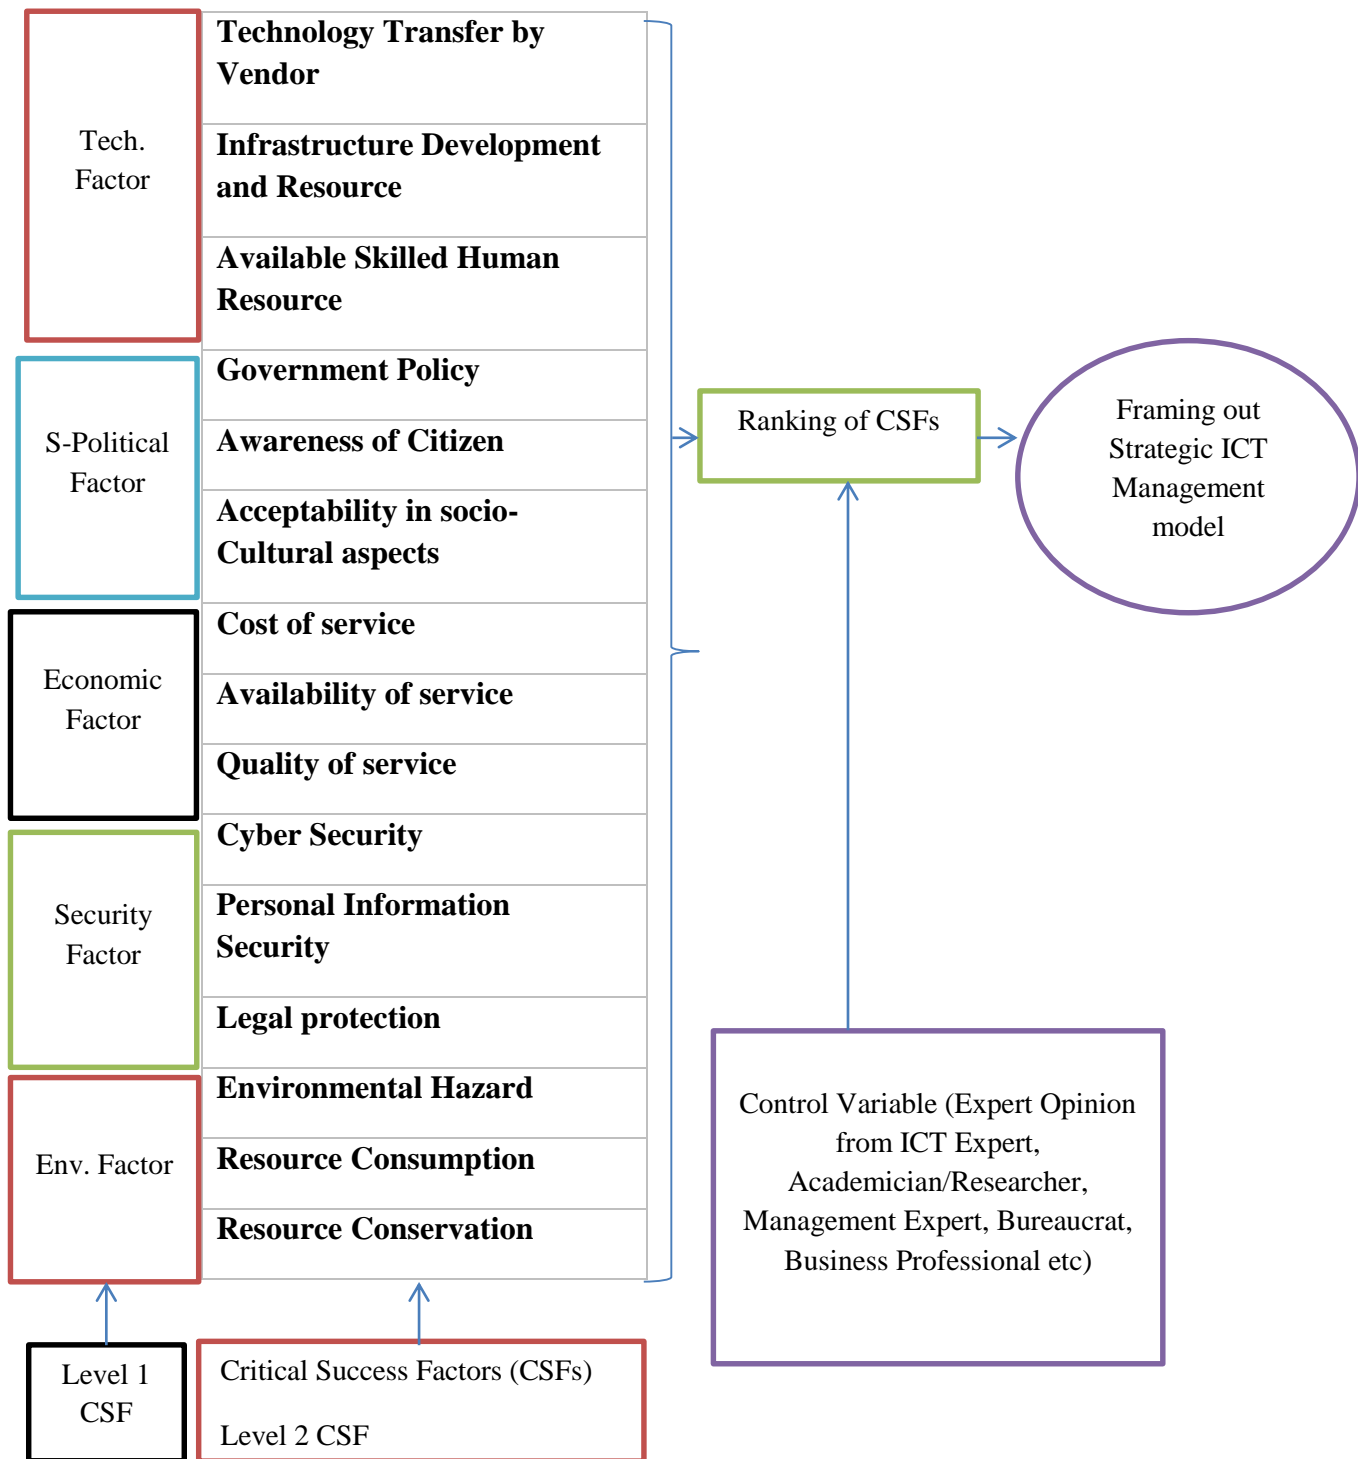 Tech.
Factor
Technology Transfer by
Vendor
Infrastructure Development
and Resource
Available Skilled Human
Resource
S-Political
Factor
Government Policy
Awareness of Citizen
Acceptability in socio-
Cultural aspects
Economic
Factor
Cost of service
Availability of service
Quality of service
Security
Factor
Cyber Security
Personal Information
Security
Legal protection
Env. Factor
Environmental Hazard
Resource Consumption
Resource Conservation
Level 1
CSF
Critical Success Factors (CSFs)
Level 2 CSF
Ranking of CSFs
Framing out
Strategic ICT
Management
model
Control Variable (Expert Opinion
from ICT Expert,
Academician/Researcher,
Management Expert, Bureaucrat,
Business Professional etc)